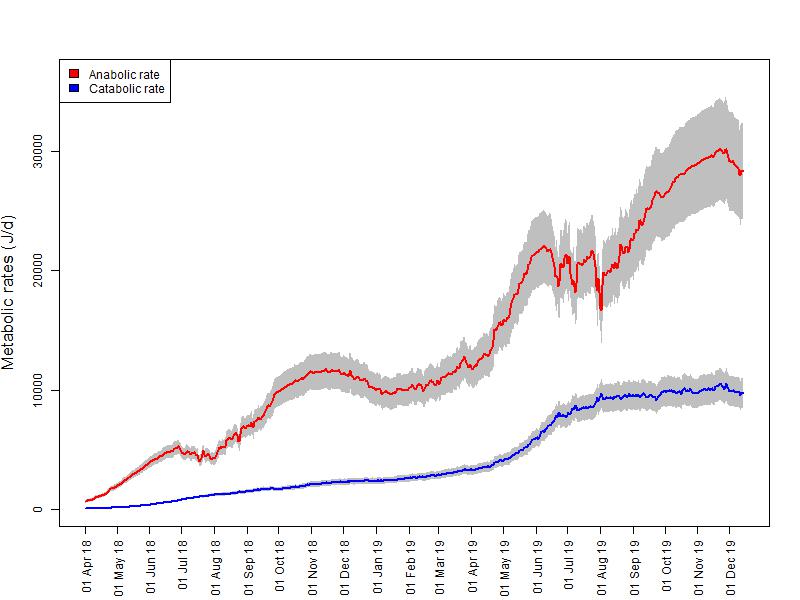 Anabolic rate
Catabolic rate
Metabolic rates (J/d)
30000
20000
10000
0
01 Apr 18
01 May 18
01 Jun 18
01 Jul 18
01 Aug 18
01 Sep 18
01 Oct 18
01 Nov 18
01 Dec 18
01 Jan 19
01 Feb 19
01 Mar 19
01 Apr 19
01 May 19
01 Jun 19
01 Jul 19
01 Aug 19
01 Sep 19
01 Oct 19
01 Nov 19
01 Dec 19